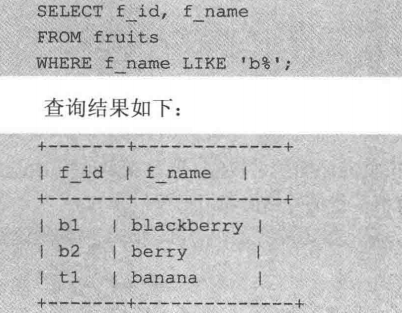 SELECT f_id, f_name
FROM fruits
WHERE f_name LIKE 'b%';
查询结果如下：
+-------+--------------+
| f_id | f_name |
+-------+--------------+
| b1 | blackberry |
| b2 | berry |
| t1 | banana |
+--------+---------------+